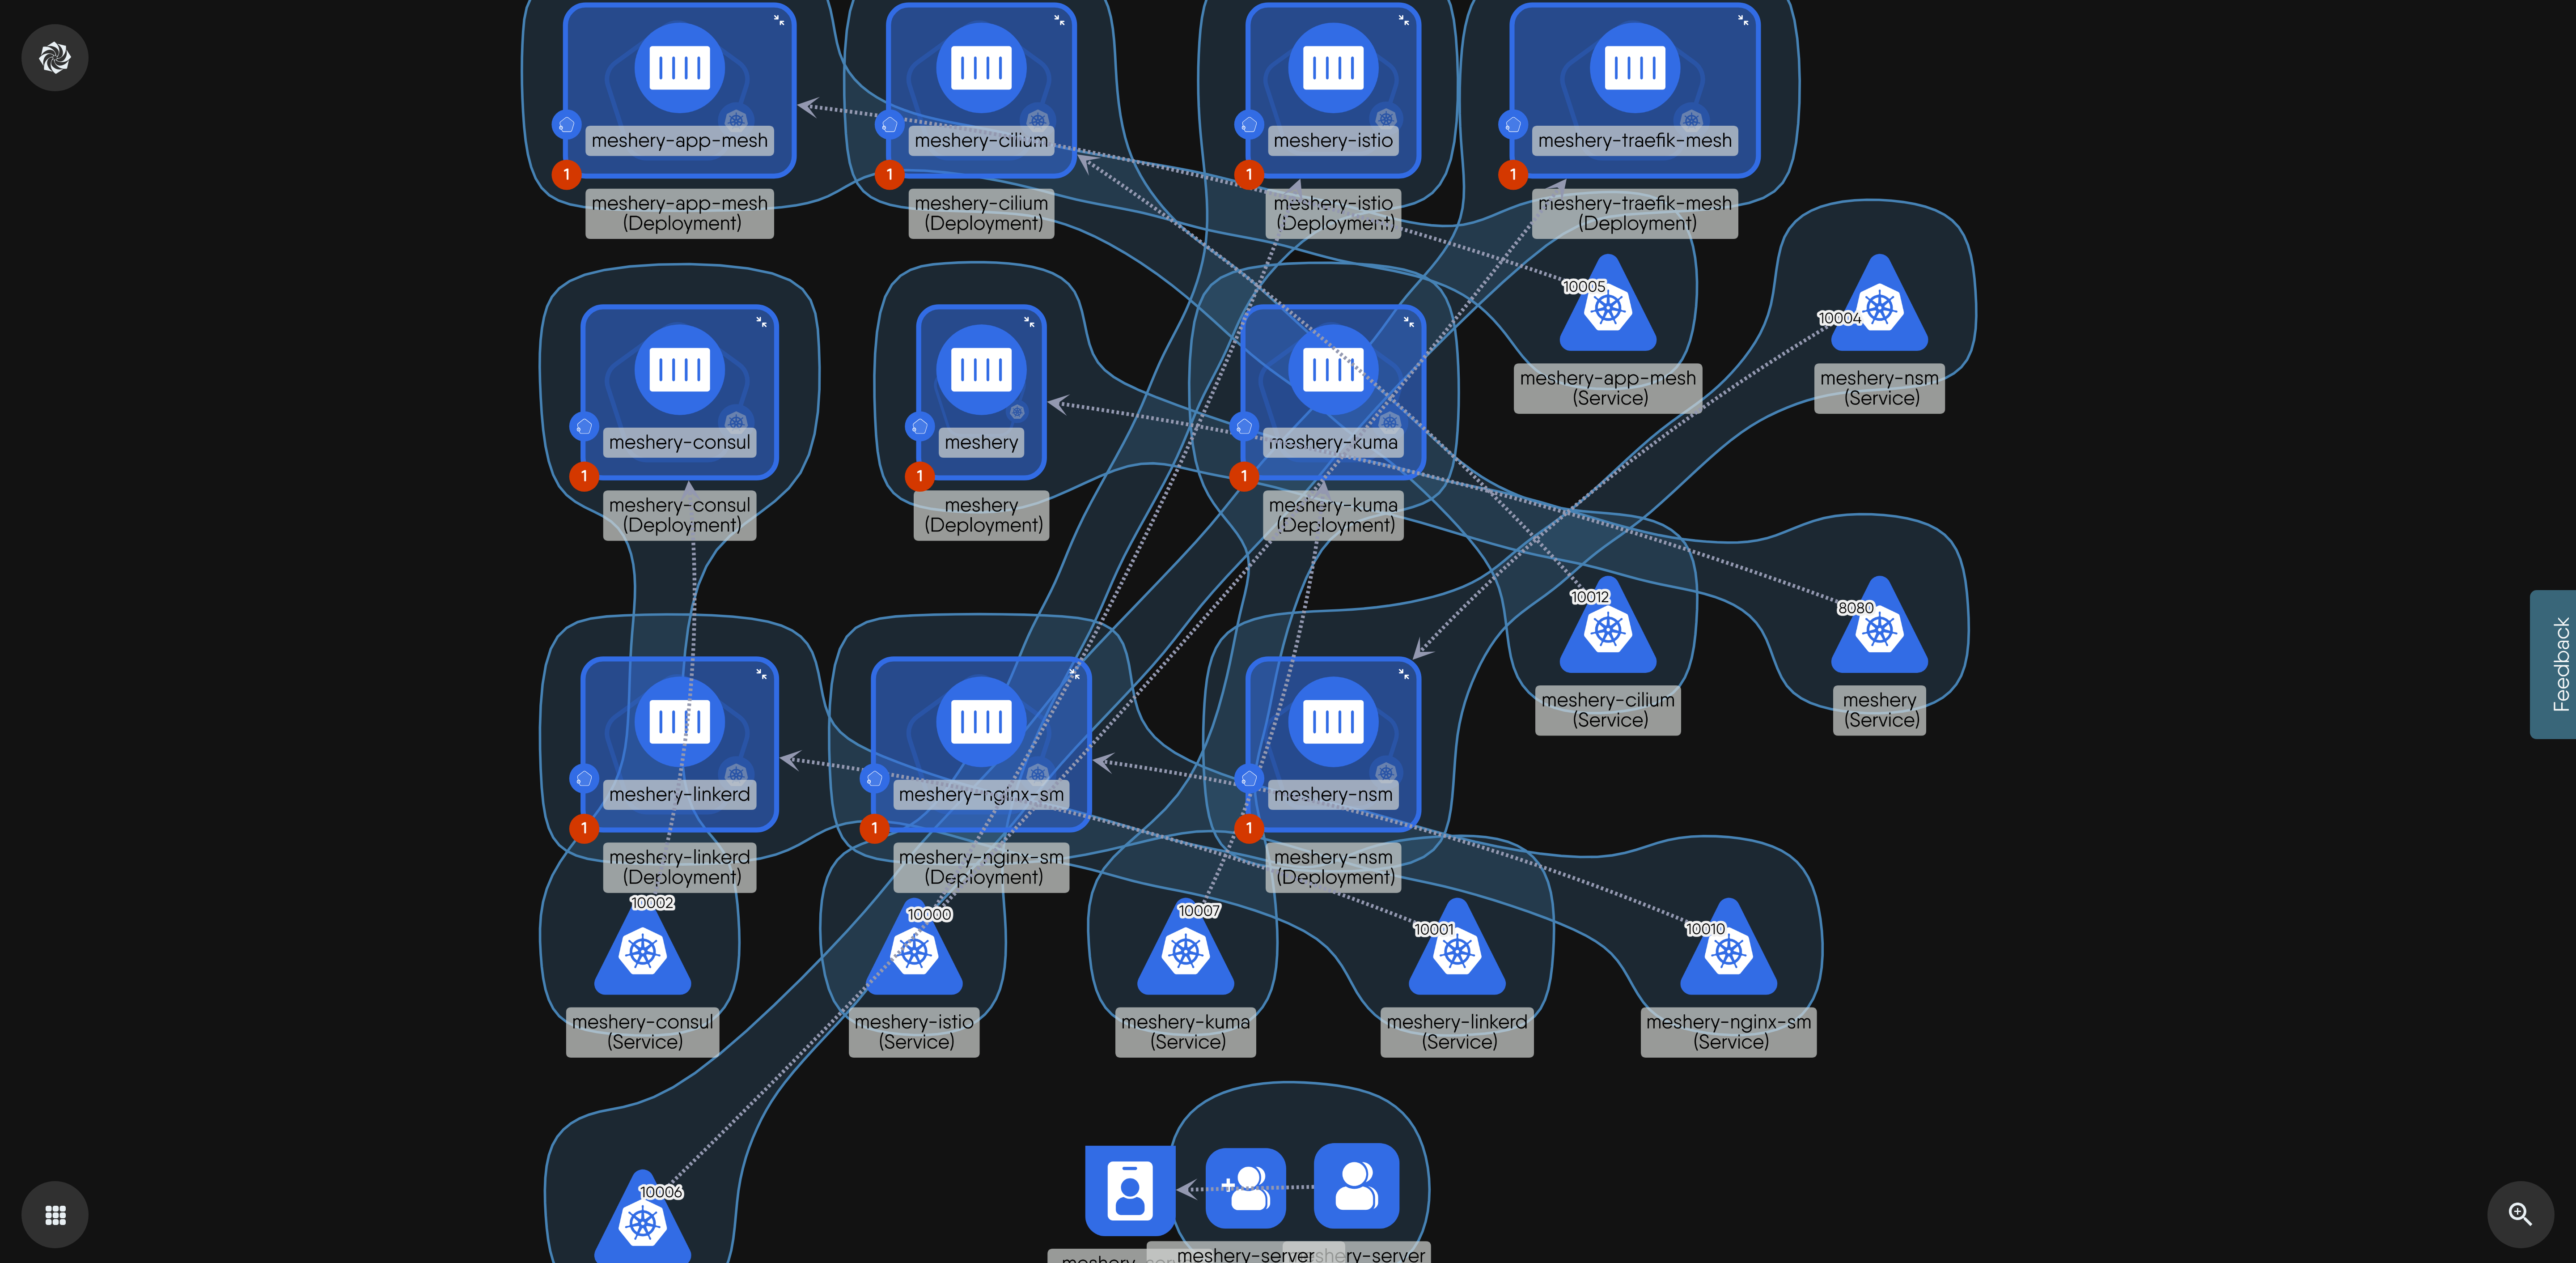 meshery-app-mesh
meshery-cilium
meshery-istio
meshery-traefik-mesh
1
1
1
1
meshery-app-mesh
(Deployment)
meshery-cilium
(Deployment)
meshery-istio
(Deployment)
meshery-traefik-mesh
(Deployment)
10005
10004
meshery-app-mesh
(Service)
meshery-nsm
(Service)
meshery-consul
meshery
meshery-kuma
1
1
1
meshery-consul
(Deployment)
meshery
(Deployment)
meshery-kuma
(Deployment)
10012
8080
meshery-cilium
(Service)
meshery
(Service)
Feedback
meshery-linkerd
meshery-nginx-sm
meshery-nsm
1
1
1
meshery-linkerd
(Deployment)
meshery-nginx-sm
(Deployment)
meshery-nsm
(Deployment)
10002
10000
10007
10001
10010
meshery-consul
(Service)
meshery-istio
(Service)
meshery-kuma
(Service)
meshery-linkerd
(Service)
meshery-nginx-sm
(Service)
10006
meshery-server